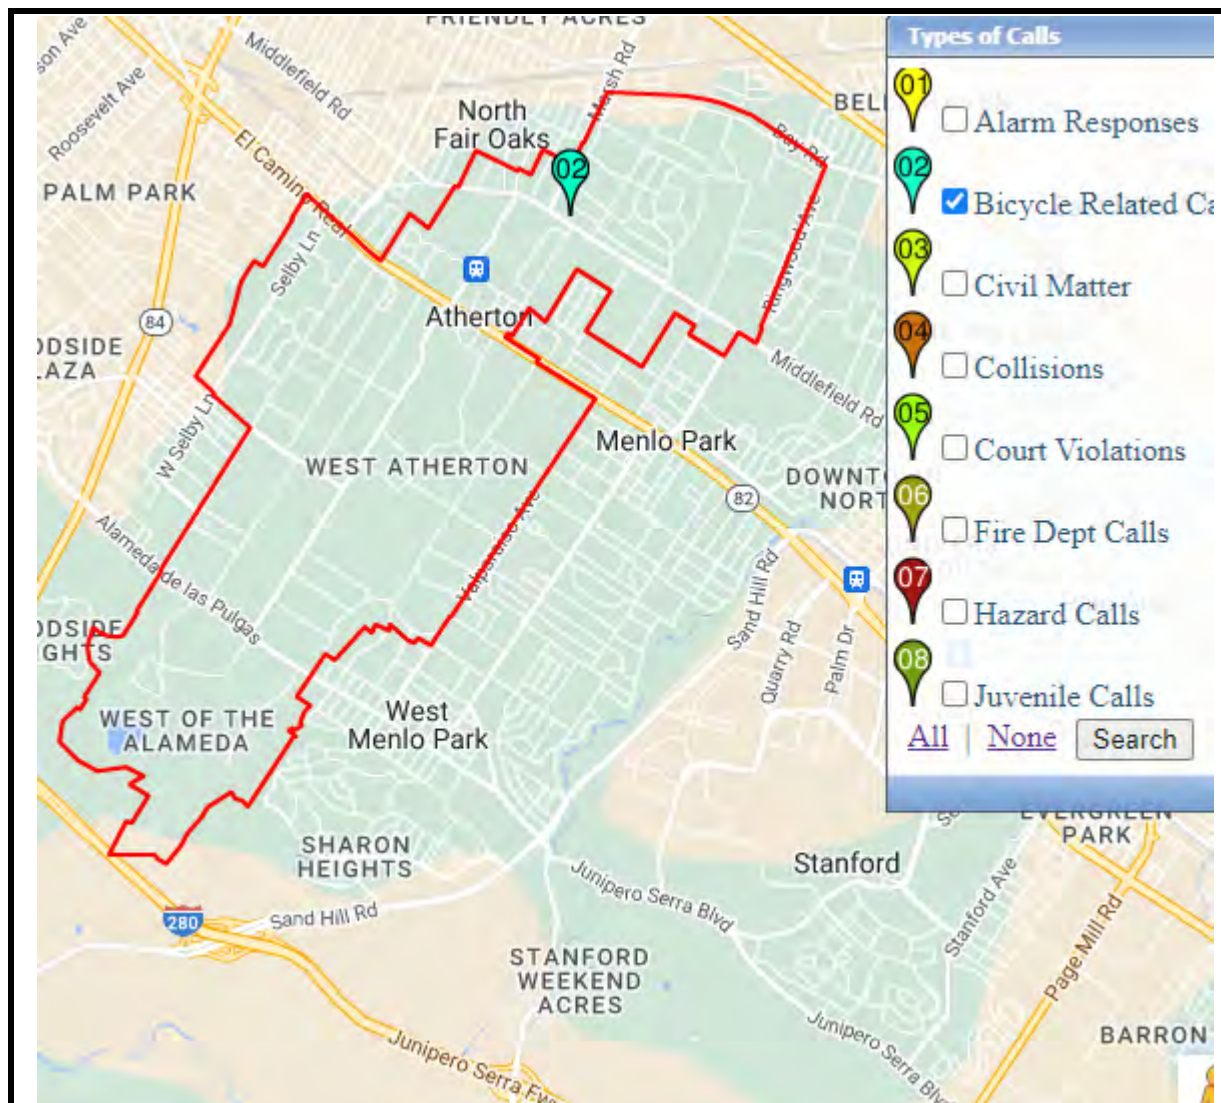 FRIENDLY ACRES
Middlefield Rd
Roosevelt Ave
Marsh Rd
North
Fair Oaks
02
Bay Rd
El Camino Real
PALM PARK
Ringwood Ave
Selby Ln
84
Atherton
Middlefield Rd
W Selby Ln
Menlo Park
WEST ATHERTON
82
Valparaiso Ave
Alameda de las Pulgas
Sand Hill Rd
Quarry Rd
Palm Dr
WEST OF THE
ALAMEDA
West
Menlo Park
SHARON
HEIGHTS
EVERGREEN
PARK
Stanford
Junipero Serra Blvd
Stanford Ave
Page Mill Rd
280
Sand Hill Rd
STANFORD
WEEKEND
ACRES
Junipero Serra Fw
Junipero Serra Blv
BARRON
Types of Calls
01 Alarm Responses
02 Bicycle Related Ca
03 Civil Matter
04 Collisions
05 Court Violations
06 Fire Dept Calls
07 Hazard Calls
08 Juvenile Calls
All | None Search